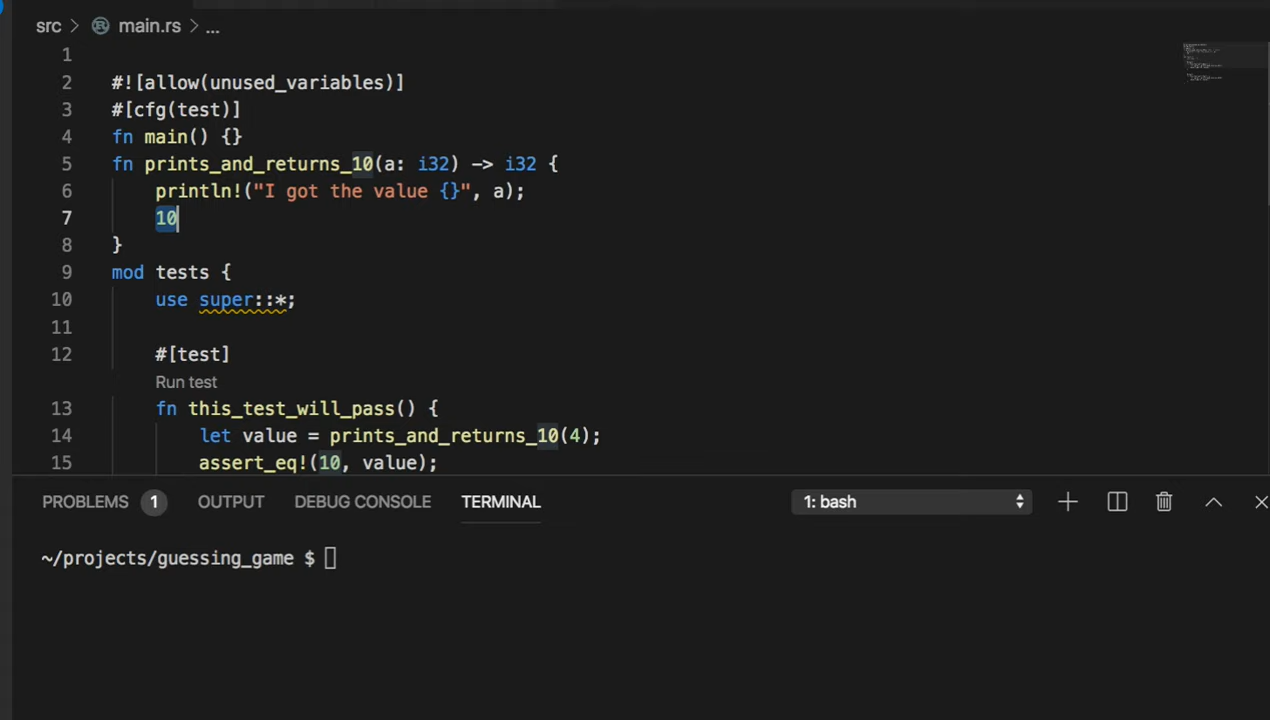 src > main.rs > ...
1
2 #![allow(unused_variables)]
3 #[cfg(test)]
4 fn main() {}
5 fn prints_and_returns_10(a: i32) -> i32 {
6 println!("I got the value {}", a);
7 10
8 }
9 mod tests {
10 use super::*;
11
12 #[test]
Run test
13 fn this_test_will_pass() {
14 let value = prints_and_returns_10(4);
15 assert_eq!(10, value);
PROBLEMS 1 OUTPUT DEBUG CONSOLE TERMINAL 1: bash
~/projects/guessing_game $